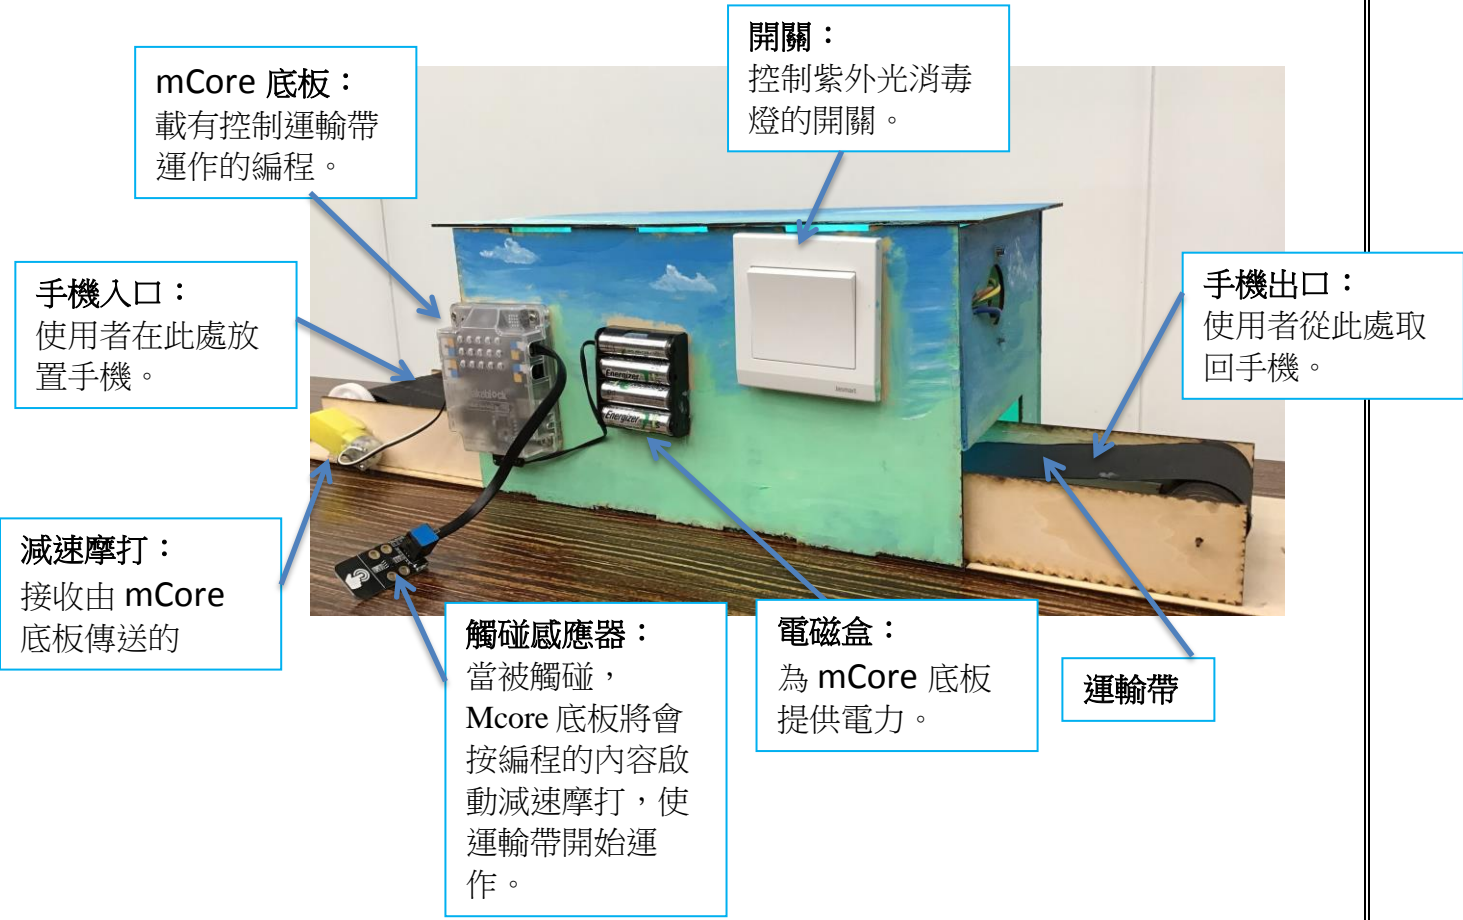 開關：
控制紫外光消毒
燈的開關。
mCore 底板：
載有控制運輸帶
運作的編程。
手機入口：
使用者在此處放
置手機。
手機出口：
使用者從此處取
回手機。
減速摩打：
接收由 mCore
底板傳送的
觸碰感應器：
當被觸碰，
Mcore 底板將會
按編程的內容啟
動減速摩打，使
運輸帶開始運
作。
電磁盒：
為 mCore 底板
提供電力。
運輸帶
Energizer
Energizer